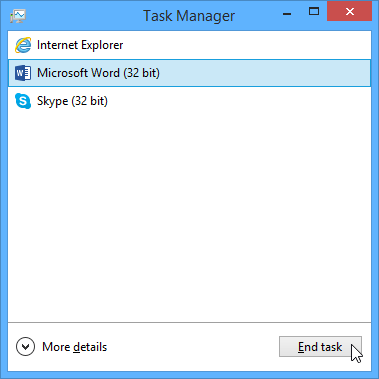 Task Manager
Internet Explorer
Microsoft Word (32 bit)
Skype (32 bit)
More details
End task